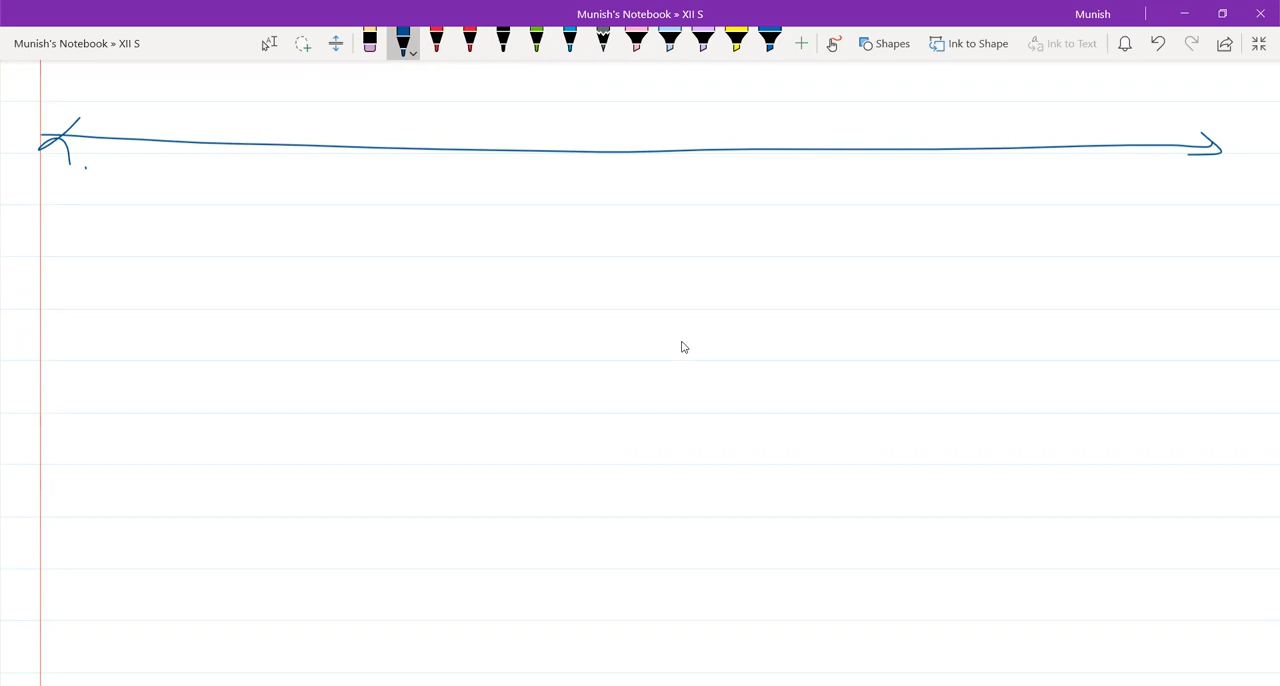 Munish's Notebook » XII S
Munish
Munish's Notebook » XII S
Shapes
Ink to Shape
Ink to Text